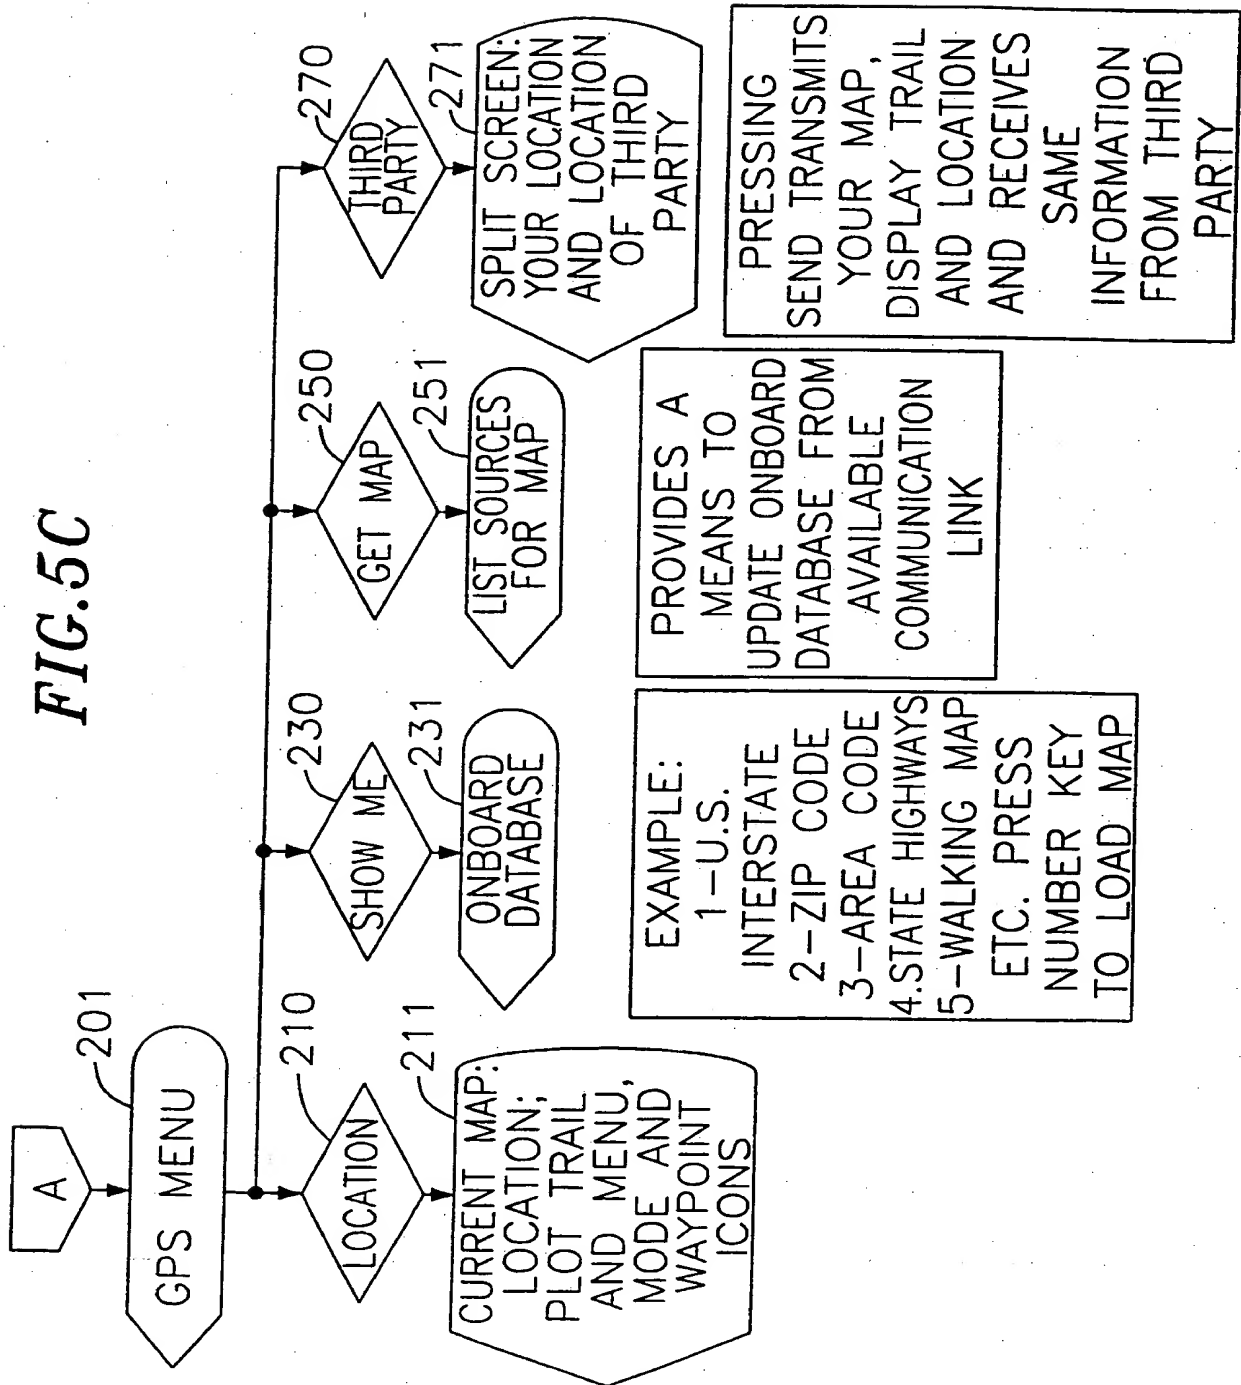 FIG.5C
A
GPS MENU
201
LOCATION
210
CURRENT MAP:
LOCATION;
PLOT TRAIL
AND MENU,
MODE AND
WAYPOINT
ICONS
211
SHOW ME
230
ONBOARD
DATABASE
231
EXAMPLE:
1-U.S.
INTERSTATE
2-ZIP CODE
3-AREA CODE
4.STATE HIGHWAYS
5-WALKING MAP
ETC. PRESS
NUMBER KEY
TO LOAD MAP
GET MAP
250
LIST SOURCES
FOR MAP
251
PROVIDES A
MEANS TO
UPDATE ONBOARD
DATABASE FROM
AVAILABLE
COMMUNICATION
LINK
THIRD
PARTY
270
SPLIT SCREEN:
YOUR LOCATION
AND LOCATION
OF THIRD
PARTY
271
PRESSING
SEND TRANSMITS
YOUR MAP,
DISPLAY TRAIL
AND LOCATION
AND RECEIVES
SAME
INFORMATION
FROM THIRD
PARTY